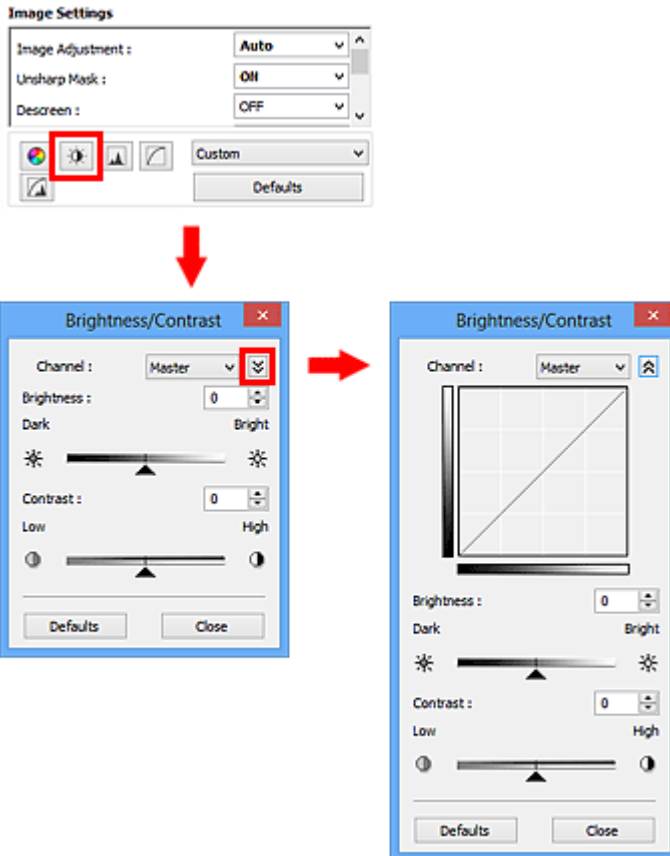 Image Settings
Image Adjustment : Auto
Unsharp Mask : ON
Descreen : OFF
Custom
Defaults
Brightness/Contrast
Channel : Master
Brightness : 0
Dark Bright
Contrast : 0
Low High
Defaults Close
Brightness/Contrast
Channel : Master
Brightness : 0
Dark Bright
Contrast : 0
Low High
Defaults Close